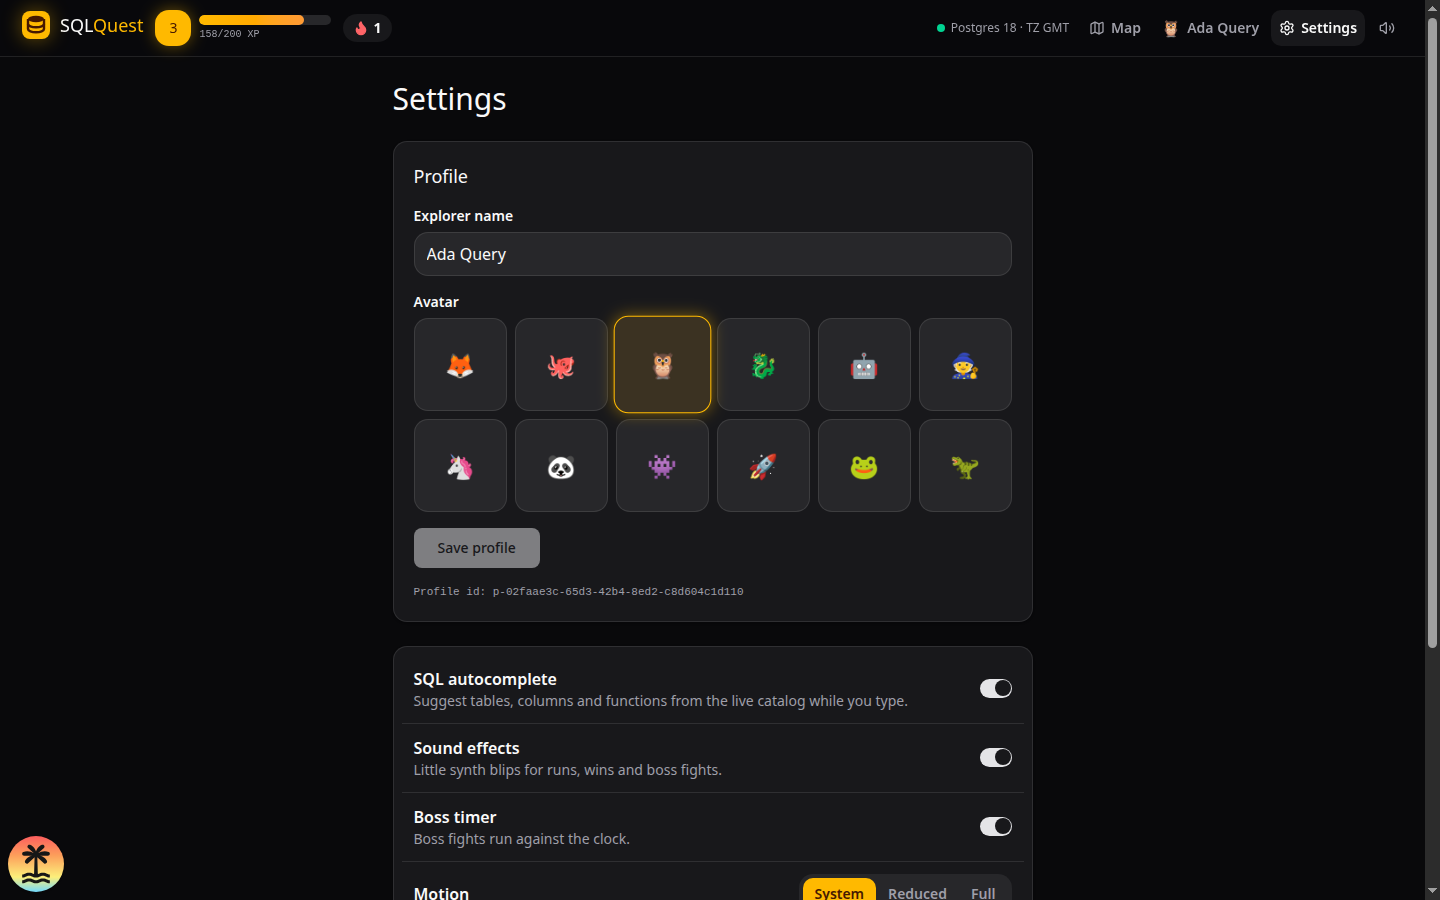 SQLQuest
3
158/200 XP
1
Postgres 18 · TZ GMT
Map
Ada Query
Settings
Settings
Profile
Explorer name
Ada Query
Avatar
Save profile
Profile id: p-02faae3c-65d3-42b4-8ed2-c8d604c1d110
SQL autocomplete
Suggest tables, columns and functions from the live catalog while you type.
Sound effects
Little synth blips for runs, wins and boss fights.
Boss timer
Boss fights run against the clock.
Motion
System
Reduced
Full